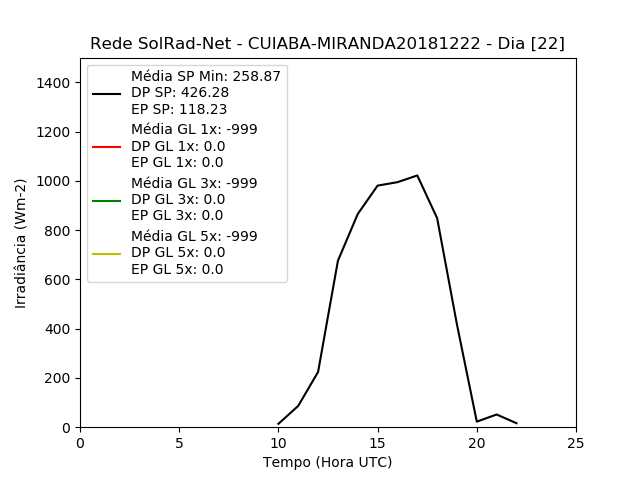 Rede SolRad-Net - CUIABA-MIRANDA20181222 - Dia [22]
Média SP Min: 258.87
DP SP: 426.28
EP SP: 118.23
Média GL 1x: -999
DP GL 1x: 0.0
EP GL 1x: 0.0
Média GL 3x: -999
DP GL 3x: 0.0
EP GL 3x: 0.0
Média GL 5x: -999
DP GL 5x: 0.0
EP GL 5x: 0.0
Irradiância (Wm-2)
1400
1200
1000
800
600
400
200
0
0 5 10 15 20 25
Tempo (Hora UTC)